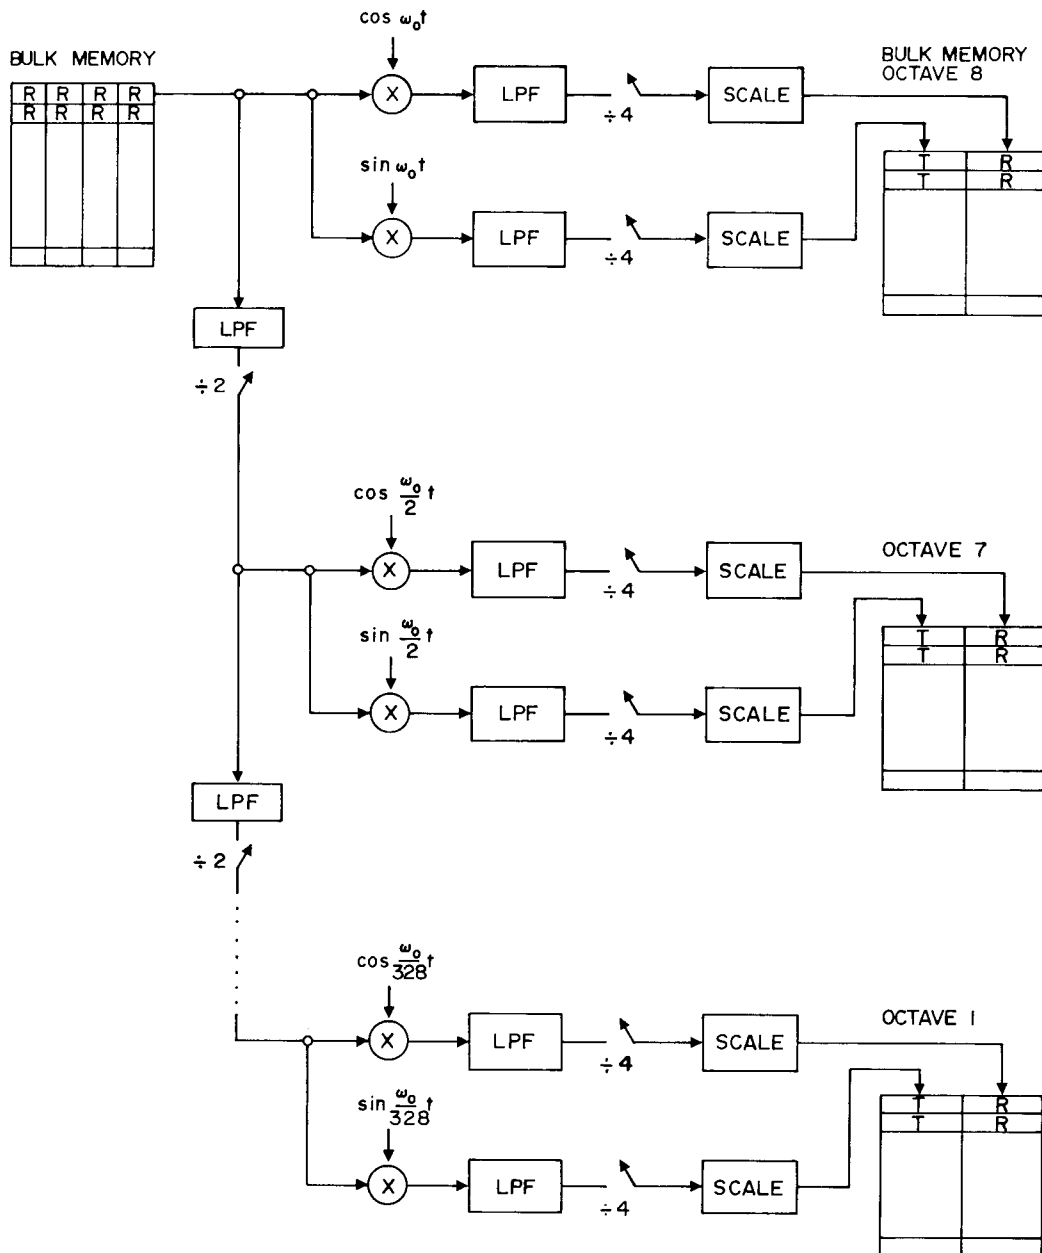 cos ω₀t
BULK MEMORY
R R R R
R R R R
X
LPF
÷4
SCALE
BULK MEMORY
OCTAVE 8
T R
T R
sin ω₀t
X
LPF
÷4
SCALE
LPF
÷2
cos ω₀/2 t
X
LPF
÷4
SCALE
OCTAVE 7
T R
T R
sin ω₀/2 t
X
LPF
÷4
SCALE
LPF
÷2
cos ω₀/328 t
X
LPF
÷4
SCALE
OCTAVE 1
T R
T R
sin ω₀/328 t
X
LPF
÷4
SCALE